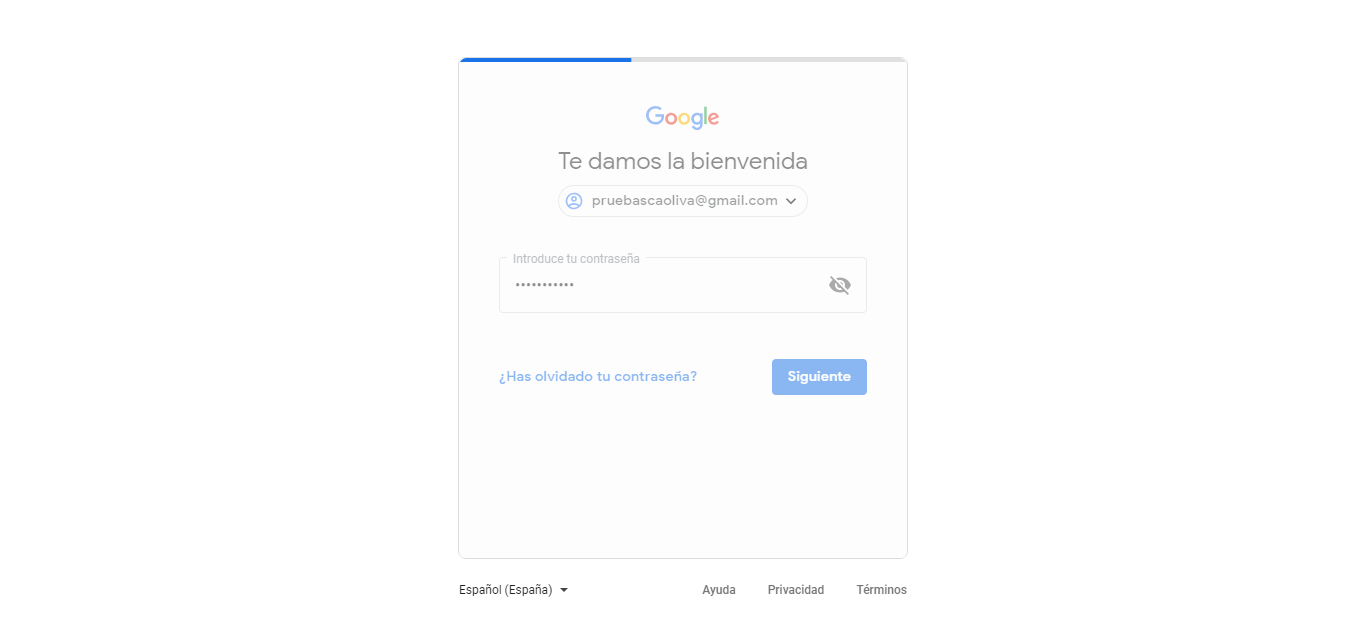 Google
Te damos la bienvenida
pruebascaoliva@gmail.com
Introduce tu contraseña
•••••••••••
¿Has olvidado tu contraseña? Siguiente
Español (España) Ayuda Privacidad Términos